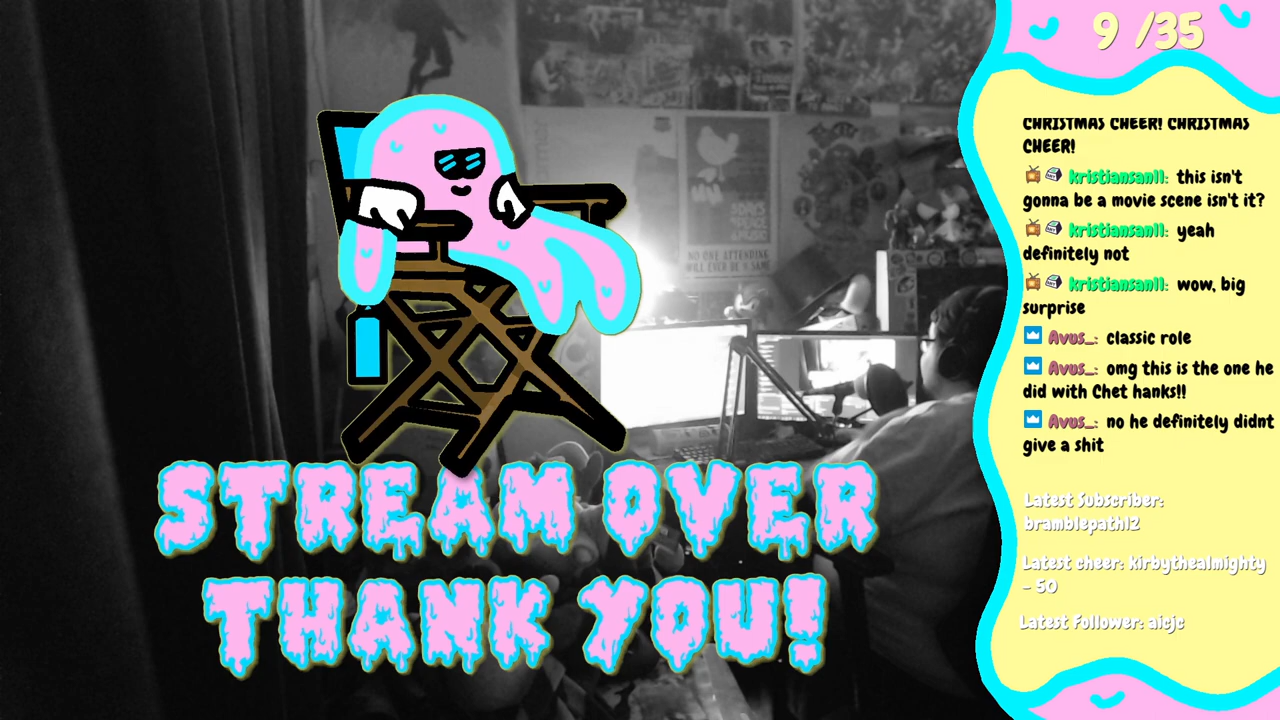 9 /35
CHRISTMAS CHEER! CHRISTMAS
CHEER!
kristiansan11: this isn't
gonna be a movie scene isn't it?
kristiansan11: yeah
definitely not
kristiansan11: wow, big
surprise
Avus_: classic role
Avus_: omg this is the one he
did with Chet hanks!!
Avus_: no he definitely didnt
give a shit
Latest Subscriber:
bramblepath12
Latest cheer: kirbythealmighty
- 50
Latest Follower: aicjc
NO ONE ATTENDING
WILL EVER BE THE SAME
STREAM OVER
THANK YOU!